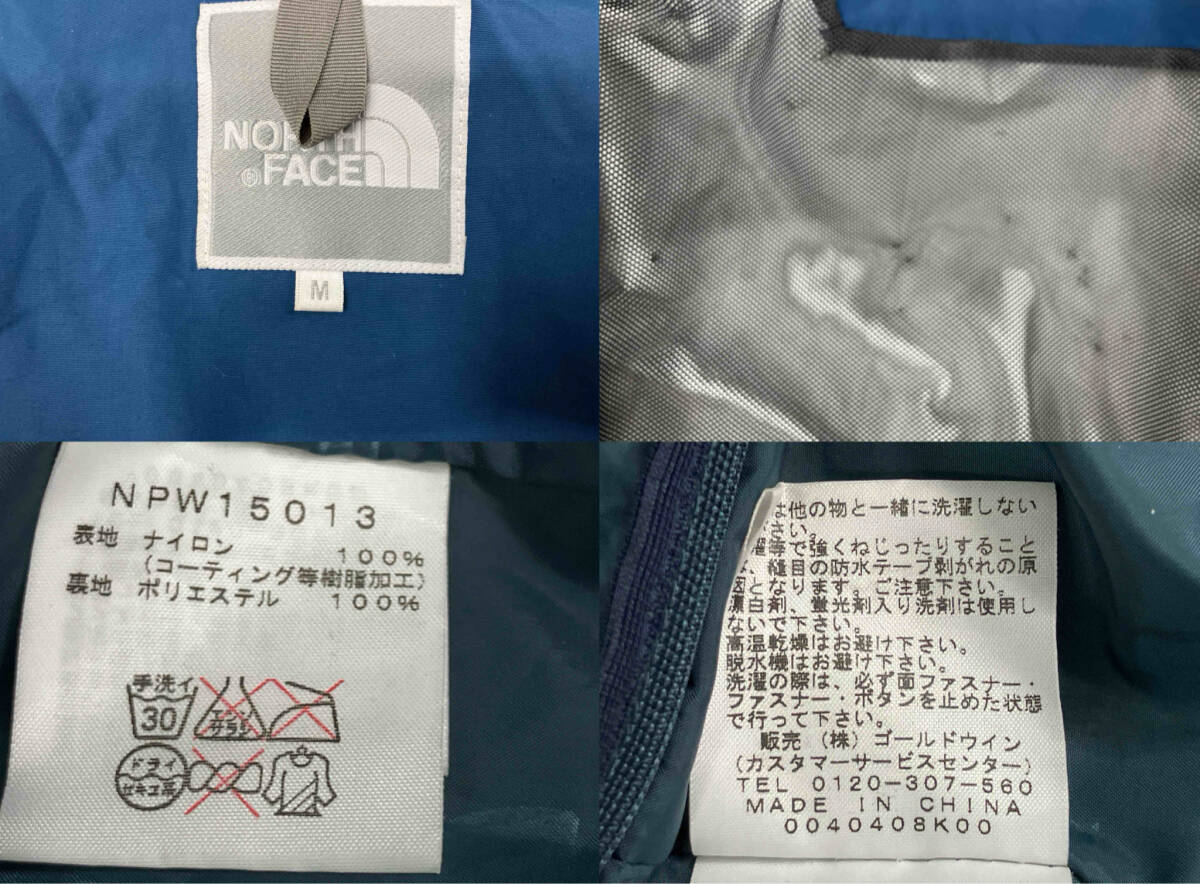 NORTH
® FACE
M
NPW15013
表地 ナイロン 100%
(コーティング等樹脂加工)
裏地 ポリエステル 100%
手洗イ
30
エンソ
サラシ
ドライ
セキユ系
は他の物と一緒に洗濯しない
下さい。
濯等で強くねじったりすること
は、縫目の防水テープ剥がれの原
因となります。ご注意下さい。
漂白剤、蛍光剤入り洗剤は使用し
ないで下さい。
高温乾燥はお避け下さい。
脱水機はお避け下さい。
洗濯の際は、必ず面ファスナー・
ファスナー・ボタンを止めた状態
で行って下さい。
販売 (株) ゴールドウイン
(カスタマーサービスセンター)
TEL 0120-307-560
MADE IN CHINA
0040408K00